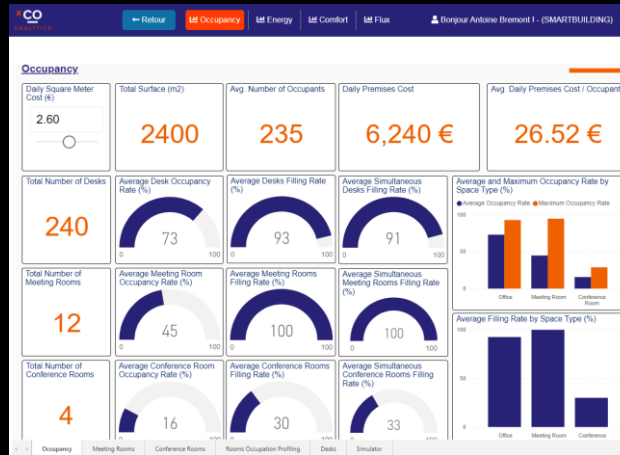 ×CO
ANALYTICS
← Retour
Occupancy
Energy
Comfort
Flux
Bonjour Antoine Bremont ! - (SMARTBUILDING)
Occupancy
Daily Square Meter
Cost (€)
2.60
Total Surface (m2)
2400
Avg. Number of Occupants
235
Daily Premises Cost
6,240 €
Avg. Daily Premises Cost / Occupant
26.52 €
Total Number of Desks
240
Average Desk Occupancy
Rate (%)
73
0
100
Average Desks Filling Rate
(%)
93
0
100
Average Simultaneous
Desks Filling Rate (%)
91
0
100
Average and Maximum Occupancy Rate by
Space Type (%)
Average Occupancy Rate
Maximum Occupancy Rate
100
50
0
Office
Meeting Room
Conference
Room
Total Number of
Meeting Rooms
12
Average Meeting Room
Occupancy Rate (%)
45
0
100
Average Meeting Rooms
Filling Rate (%)
100
0
100
Average Simultaneous
Meeting Rooms Filling Rate
(%)
100
0
100
Average Filling Rate by Space Type (%)
100
50
0
Office
Meeting Room
Conference
Total Number of
Conference Rooms
4
Average Conference Room
Occupancy Rate (%)
16
0
100
Average Conference Rooms
Filling Rate (%)
30
0
100
Average Simultaneous
Conference Rooms Filling
Rate (%)
33
0
100
Occupancy
Meeting Rooms
Conference Rooms
Rooms Occupation Profiling
Desks
Simulator